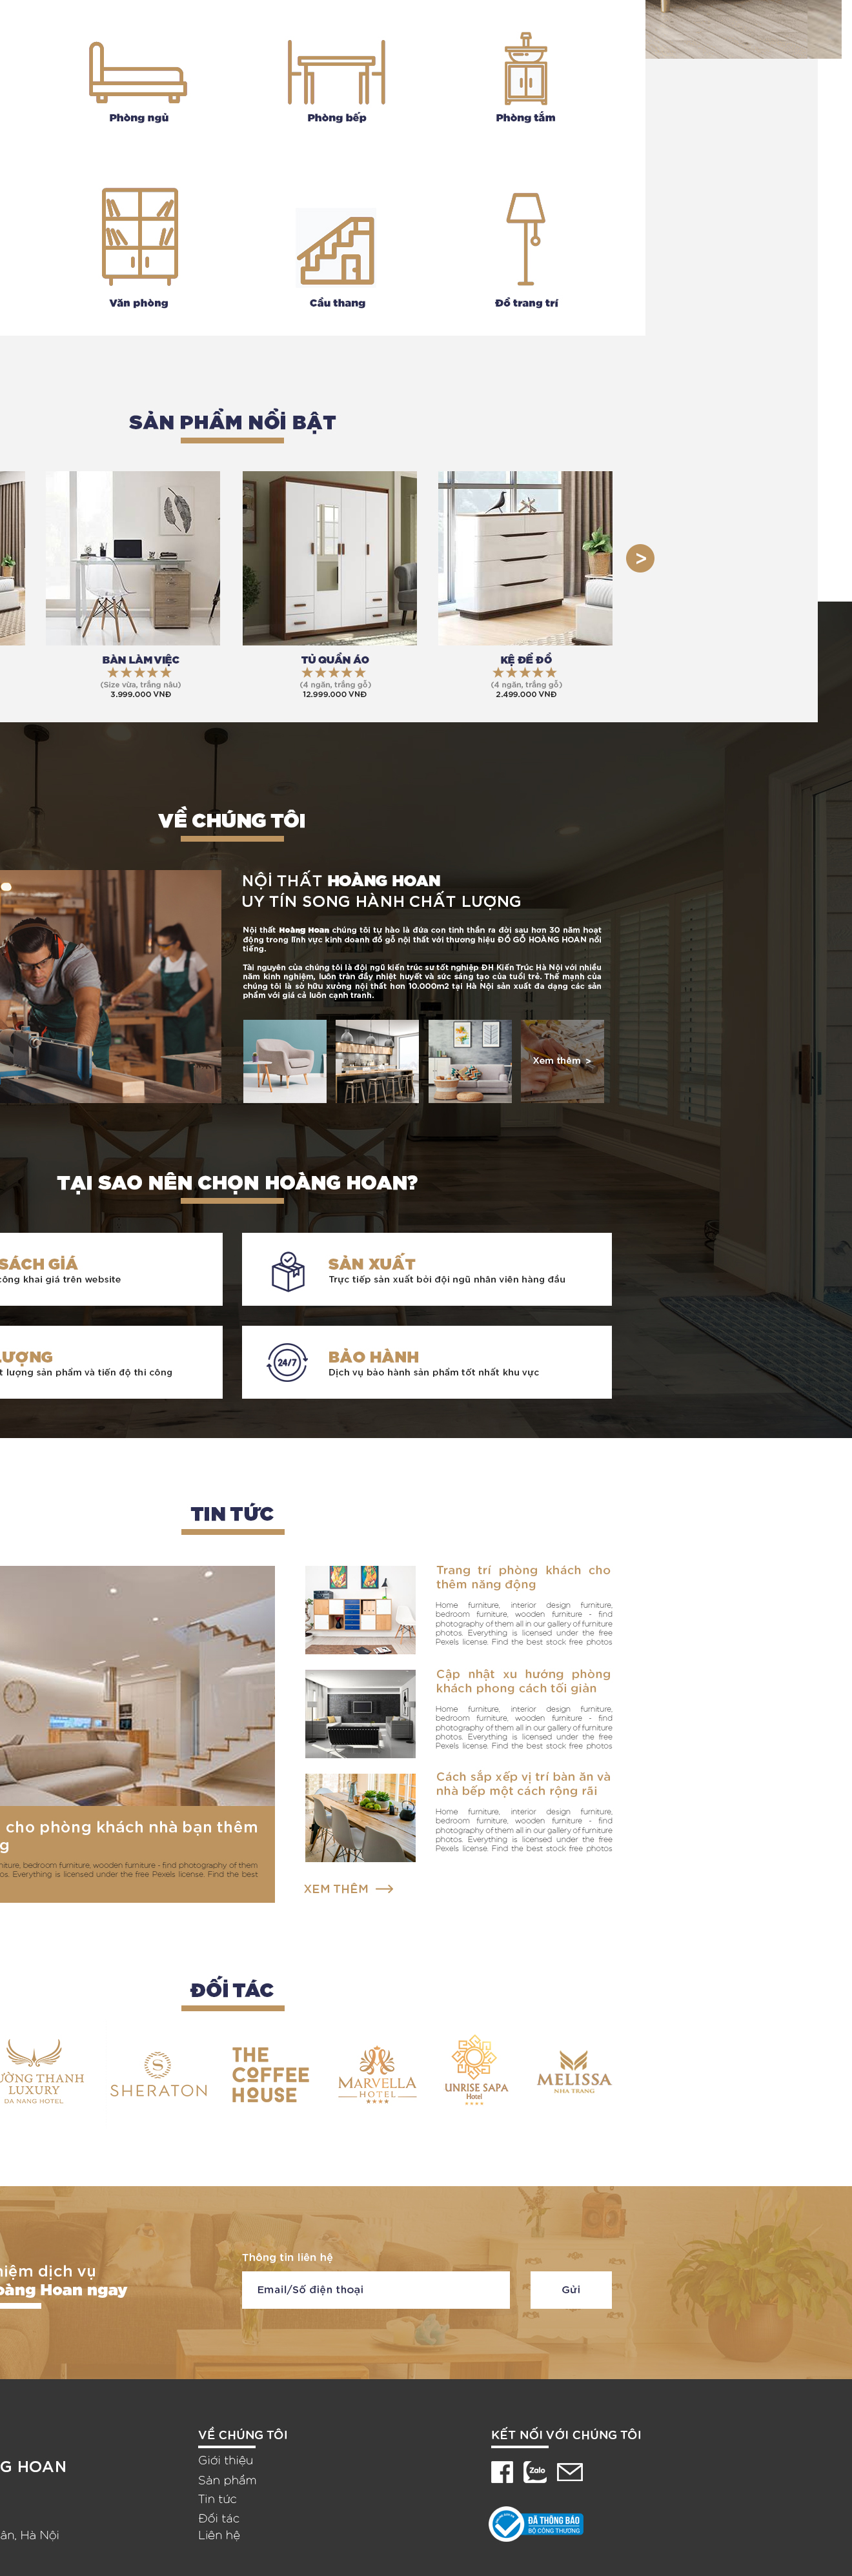 Phòng ngủ
Phòng bếp
Phòng tắm
Văn phòng
Cầu thang
Đồ trang trí
SẢN PHẨM NỔI BẬT
>
BÀN LÀM VIỆC
(Size vừa, trắng nâu)
3.999.000 VNĐ
TỦ QUẦN ÁO
(4 ngăn, trắng gỗ)
12.999.000 VNĐ
KỆ ĐỂ ĐỒ
(4 ngăn, trắng gỗ)
2.499.000 VNĐ
VỀ CHÚNG TÔI
NỘI THẤT HOÀNG HOAN
UY TÍN SONG HÀNH CHẤT LƯỢNG
Nội thất Hoàng Hoan chúng tôi tự hào là đứa con tinh thần ra đời sau hơn 30 năm hoạt
động trong lĩnh vực kinh doanh đồ gỗ nội thất với thương hiệu ĐỒ GỖ HOÀNG HOAN nổi
tiếng.
Tài nguyên của chúng tôi là đội ngũ kiến trúc sư tốt nghiệp ĐH Kiến Trúc Hà Nội với nhiều
năm kinh nghiệm, luôn tràn đầy nhiệt huyết và sức sáng tạo của tuổi trẻ. Thế mạnh của
chúng tôi là sở hữu xưởng nội thất hơn 10.000m2 tại Hà Nội sản xuất đa dạng các sản
phẩm với giá cả luôn cạnh tranh.
Xem thêm >
TẠI SAO NÊN CHỌN HOÀNG HOAN?
SÁCH GIÁ
công khai giá trên website
SẢN XUẤT
Trực tiếp sản xuất bởi đội ngũ nhân viên hàng đầu
LƯỢNG
t lượng sản phẩm và tiến độ thi công
24/7
BẢO HÀNH
Dịch vụ bảo hành sản phẩm tốt nhất khu vực
TIN TỨC
cho phòng khách nhà bạn thêm
g
niture, bedroom furniture, wooden furniture - find photography of them
os. Everything is licensed under the free Pexels license. Find the best
Trang trí phòng khách cho
thêm năng động
Home furniture, interior design furniture,
bedroom furniture, wooden furniture - find
photography of them all in our gallery of furniture
photos. Everything is licensed under the free
Pexels license. Find the best stock free photos
Cập nhật xu hướng phòng
khách phong cách tối giản
Home furniture, interior design furniture,
bedroom furniture, wooden furniture - find
photography of them all in our gallery of furniture
photos. Everything is licensed under the free
Pexels license. Find the best stock free photos
Cách sắp xếp vị trí bàn ăn và
nhà bếp một cách rộng rãi
Home furniture, interior design furniture,
bedroom furniture, wooden furniture - find
photography of them all in our gallery of furniture
photos. Everything is licensed under the free
Pexels license. Find the best stock free photos
XEM THÊM
ĐỐI TÁC
ƯỜNG THANH
LUXURY
DA NANG HOTEL
S
SHERATON
THE
COFFEE
HOUSE
MARVELLA
HOTEL
UNRISE SAPA
Hotel
MELISSA
NHA TRANG
hiệm dịch vụ
oàng Hoan ngay
Thông tin liên hệ
Email/Số điện thoại
Gửi
G HOAN
ân, Hà Nội
VỀ CHÚNG TÔI
Giới thiệu
Sản phẩm
Tin tức
Đối tác
Liên hệ
KẾT NỐI VỚI CHÚNG TÔI
Zalo
ĐÃ THÔNG BÁO
BỘ CÔNG THƯƠNG